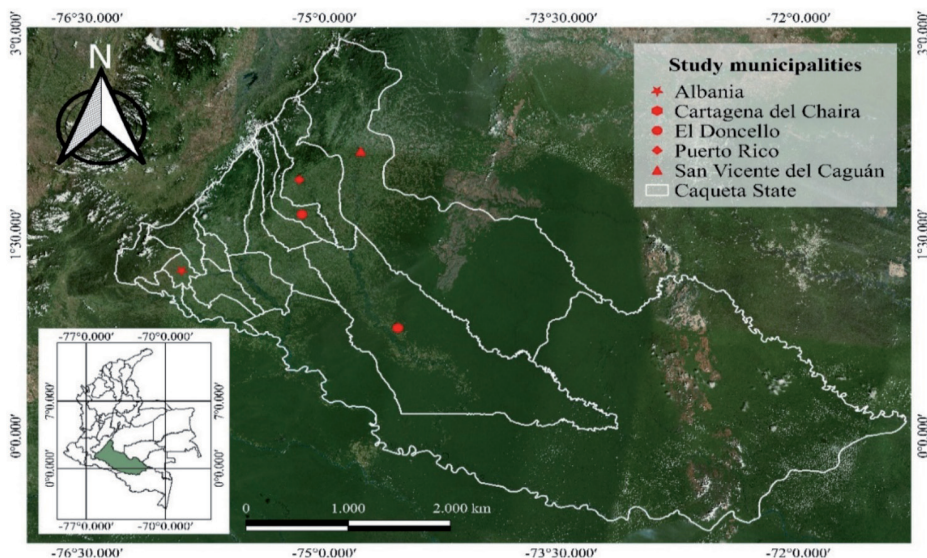 -76°30.000′ -75°0.000′ -73°30.000′ -72°0.000′
3°0.000′
3°0.000′
N
Study municipalities
Albania
Cartagena del Chaira
El Doncello
Puerto Rico
San Vicente del Caguán
Caqueta State
1°30.000′
1°30.000′
-77°0.000′ -70°0.000′
7°0.000′
7°0.000′
0°0.000′
0°0.000′
-77°0.000′ -70°0.000′
0°0.000′
0°0.000′
0 1.000 2.000 km
-76°30.000′ -75°0.000′ -73°30.000′ -72°0.000′